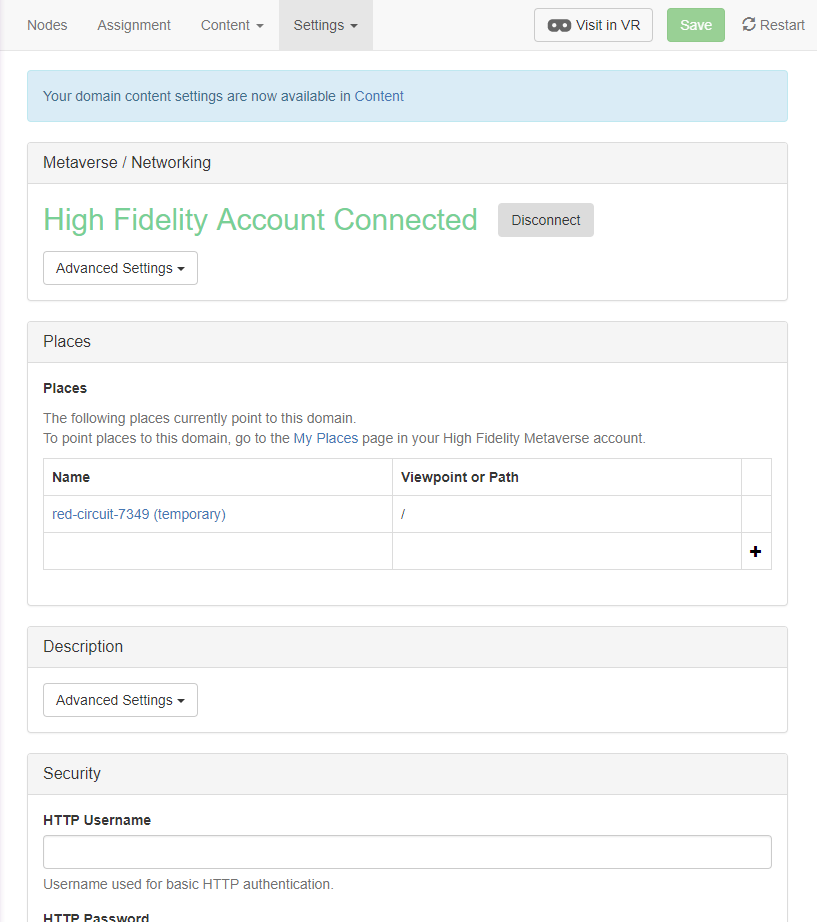 Nodes Assignment Content Settings Visit in VR Save Restart
Your domain content settings are now available in Content
Metaverse / Networking
High Fidelity Account Connected Disconnect
Advanced Settings
Places
Places
The following places currently point to this domain.
To point places to this domain, go to the My Places page in your High Fidelity Metaverse account.
Name Viewpoint or Path
red-circuit-7349 (temporary) /
Description
Advanced Settings
Security
HTTP Username
Username used for basic HTTP authentication.
HTTP Password